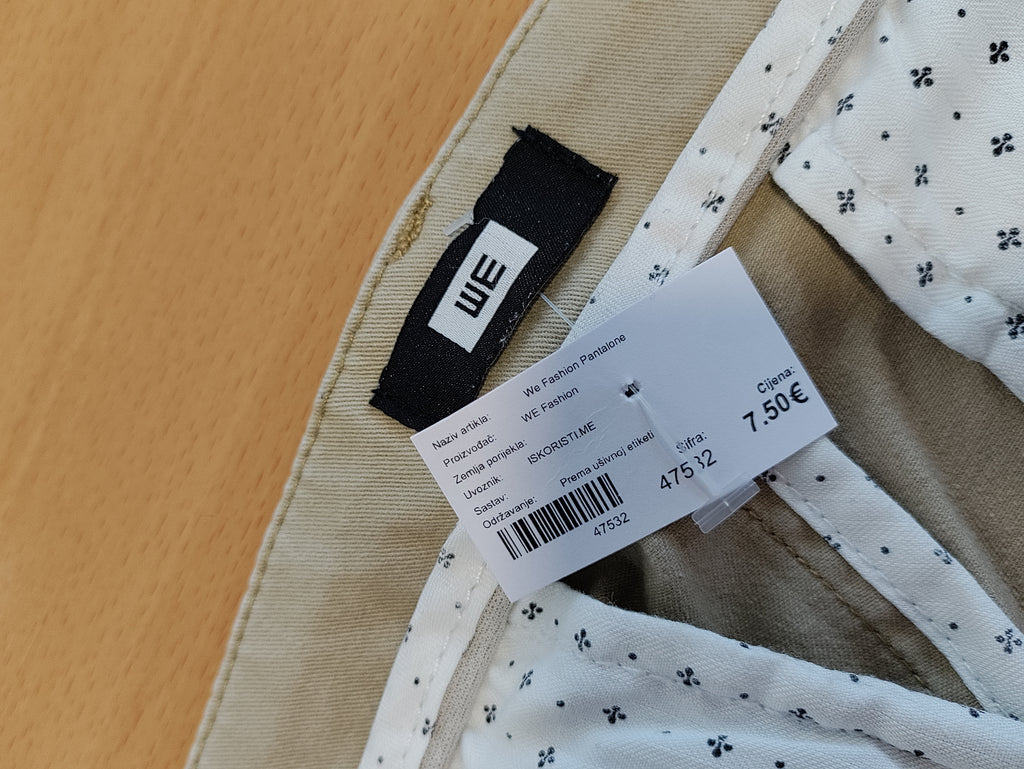 WE
Naziv artikla: We Fashion Pantalone
Proizvođač: WE Fashion
Zemlja porijekla:
Uvoznik: ISKORISTI.ME
Sastav:
Održavanje: Prema ušivnoj etiketi
47532
Šifra:
47532
Cijena:
7.50€